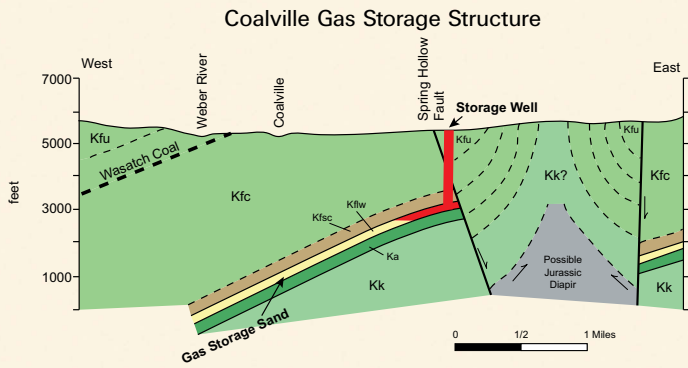 Coalville Gas Storage Structure
West
East
Weber River
Coalville
Spring Hollow
Fault
Storage Well
7000
5000
3000
1000
feet
Kfu
Wasatch Coal
Kfc
Kfsc
Kflw
Ka
Kk
Gas Storage Sand
Kfu
Kk?
Kfu
Kfc
Possible
Jurassic
Diapir
Kk
0 1/2 1 Miles